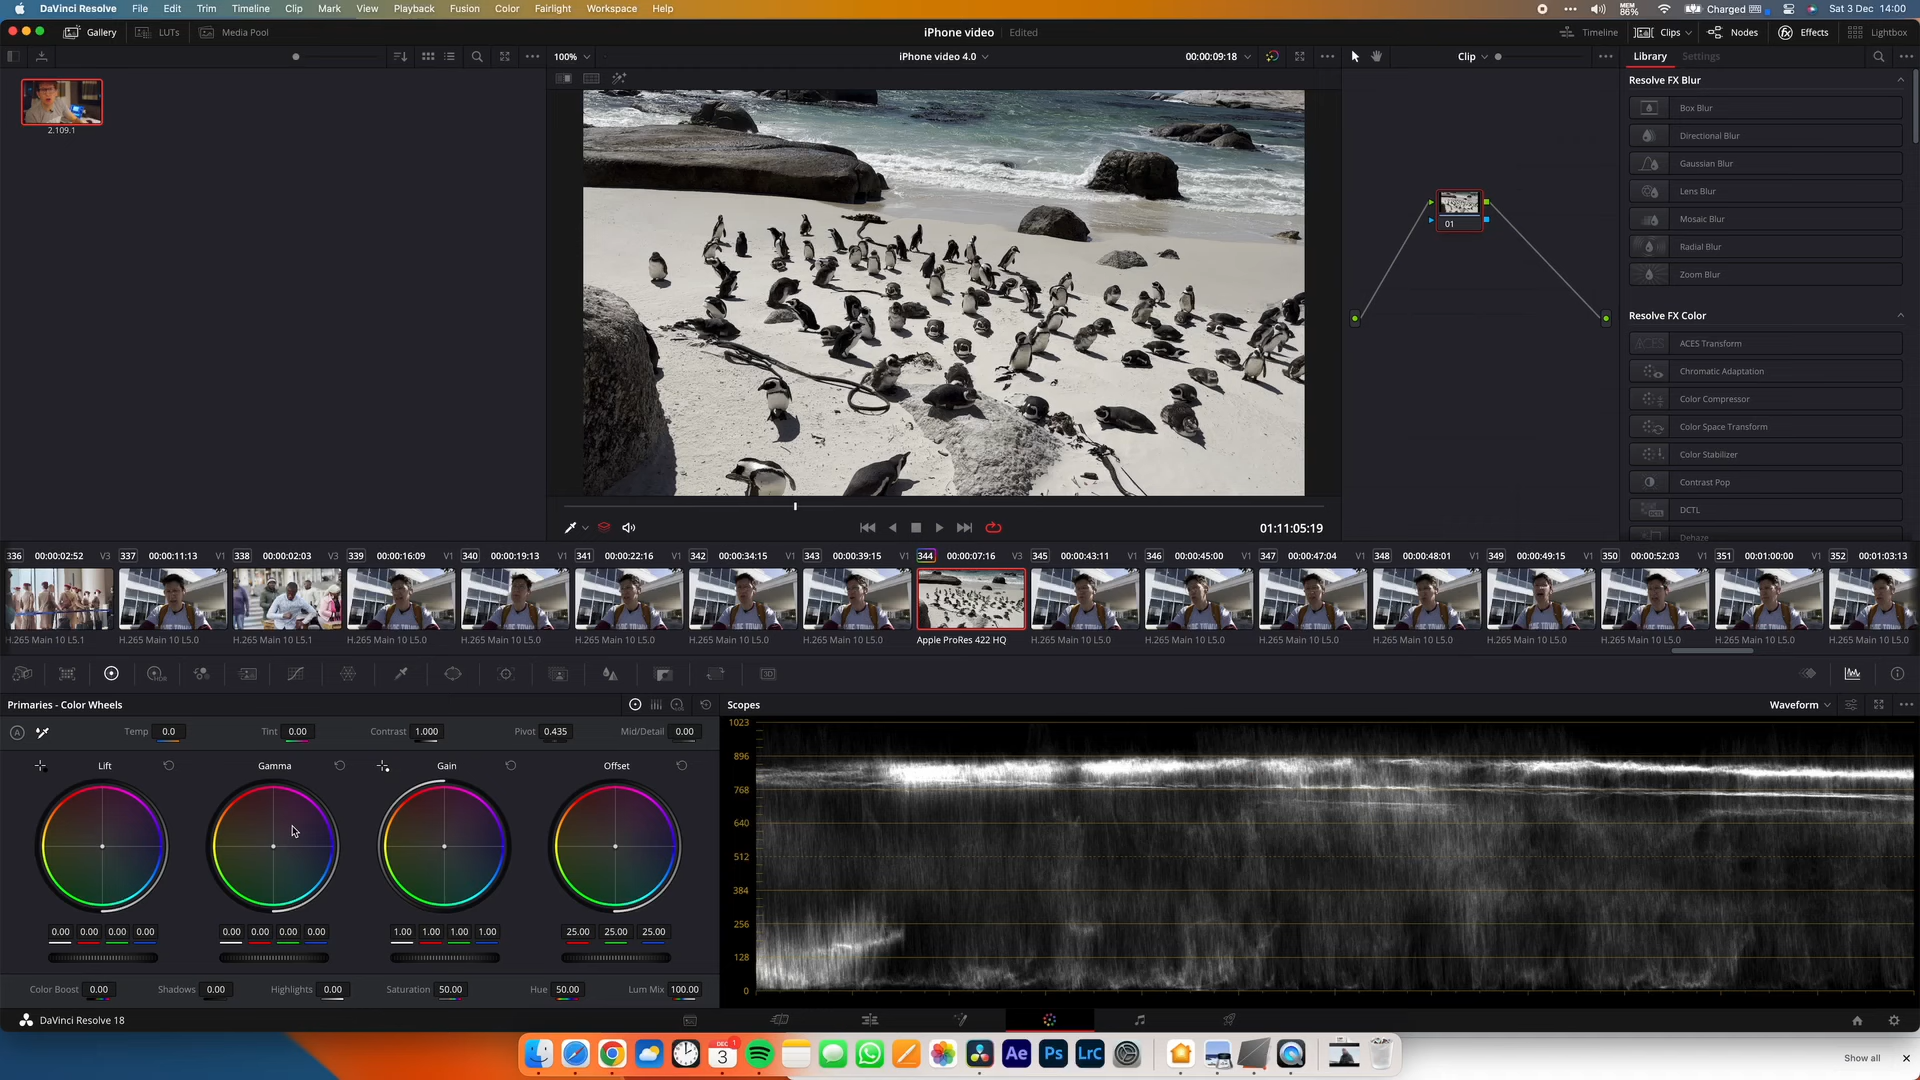 DaVinci Resolve File Edit Trim Timeline Clip Mark View Playback Fusion Color Fairlight Workspace Help
MEM 86% Charged Sat 3 Dec 14:00
Gallery LUTs Media Pool iPhone video Edited Timeline Clips Nodes Effects Lightbox
100% iPhone video 4.0 00:00:09:18 Clip Library Settings
2.109.1
Resolve FX Blur
Box Blur
Directional Blur
Gaussian Blur
Lens Blur
Mosaic Blur
Radial Blur
Zoom Blur
01
Resolve FX Color
ACES Transform
Chromatic Adaptation
Color Compressor
Color Space Transform
Color Stabilizer
Contrast Pop
DCTL
Dehaze
01:11:05:19
336 00:00:02:52 V3 337 00:00:11:13 V1 338 00:00:02:03 V3 339 00:00:16:09 V1 340 00:00:19:13 V1 341 00:00:22:16 V1 342 00:00:34:15 V1 343 00:00:39:15 V1 344 00:00:07:16 V3 345 00:00:43:11 V1 346 00:00:45:00 V1 347 00:00:47:04 V1 348 00:00:48:01 V1 349 00:00:49:15 V1 350 00:00:52:03 V1 351 00:01:00:00 V1 352 00:01:03:13
H.265 Main 10 L5.1 H.265 Main 10 L5.0 H.265 Main 10 L5.1 H.265 Main 10 L5.0 H.265 Main 10 L5.0 H.265 Main 10 L5.0 H.265 Main 10 L5.0 H.265 Main 10 L5.0 Apple ProRes 422 HQ H.265 Main 10 L5.0 H.265 Main 10 L5.0 H.265 Main 10 L5.0 H.265 Main 10 L5.0 H.265 Main 10 L5.0 H.265 Main 10 L5.0 H.265 Main 10 L5.0 H.265 Main 10 L5.0
HDR 3D
Primaries - Color Wheels
A Temp 0.0 Tint 0.00 Contrast 1.000 Pivot 0.435 Mid/Detail 0.00
Lift Gamma Gain Offset
0.00 0.00 0.00 0.00 0.00 0.00 0.00 0.00 1.00 1.00 1.00 1.00 25.00 25.00 25.00
Color Boost 0.00 Shadows 0.00 Highlights 0.00 Saturation 50.00 Hue 50.00 Lum Mix 100.00
Scopes Waveform
1023
896
768
640
512
384
256
128
0
DaVinci Resolve 18
DEC 3 1 Ae Ps LrC
Show all